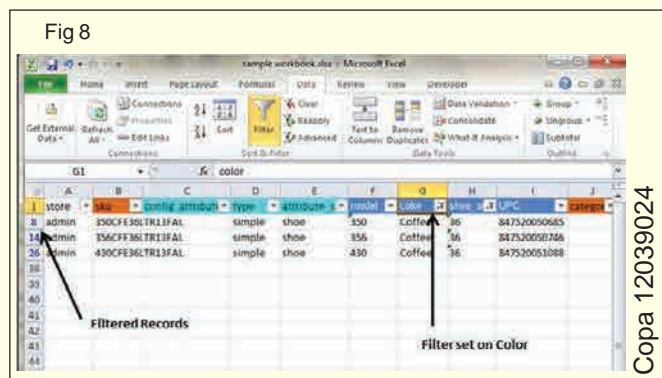 Fig 8
sample workbook.xlsx - Microsoft Excel
File Home Insert Page Layout Formulas Data Review View Developer
Get External Data Refresh All Connections Properties Edit Links Sort Filter Clear Reapply Advanced Text to Columns Remove Duplicates Data Validation Consolidate What-If Analysis Group Ungroup Subtotal
Connections Sort & Filter Data Tools Outline
G1 fx color
A B C D E F G H I J
1 store sku config_attribut type attribute_s model Color shoe_s UPC categor
8 admin 350CFE36LTR13FAL simple shoe 350 Coffee 36 847520050685
14 admin 356CFE36LTR13FAL simple shoe 356 Coffee 36 847520050746
26 admin 430CFE36LTR13FAL simple shoe 430 Coffee 36 847520051088
39
40
41
42
43
44
Filtered Records
Filter set on Color
Copa 12039024